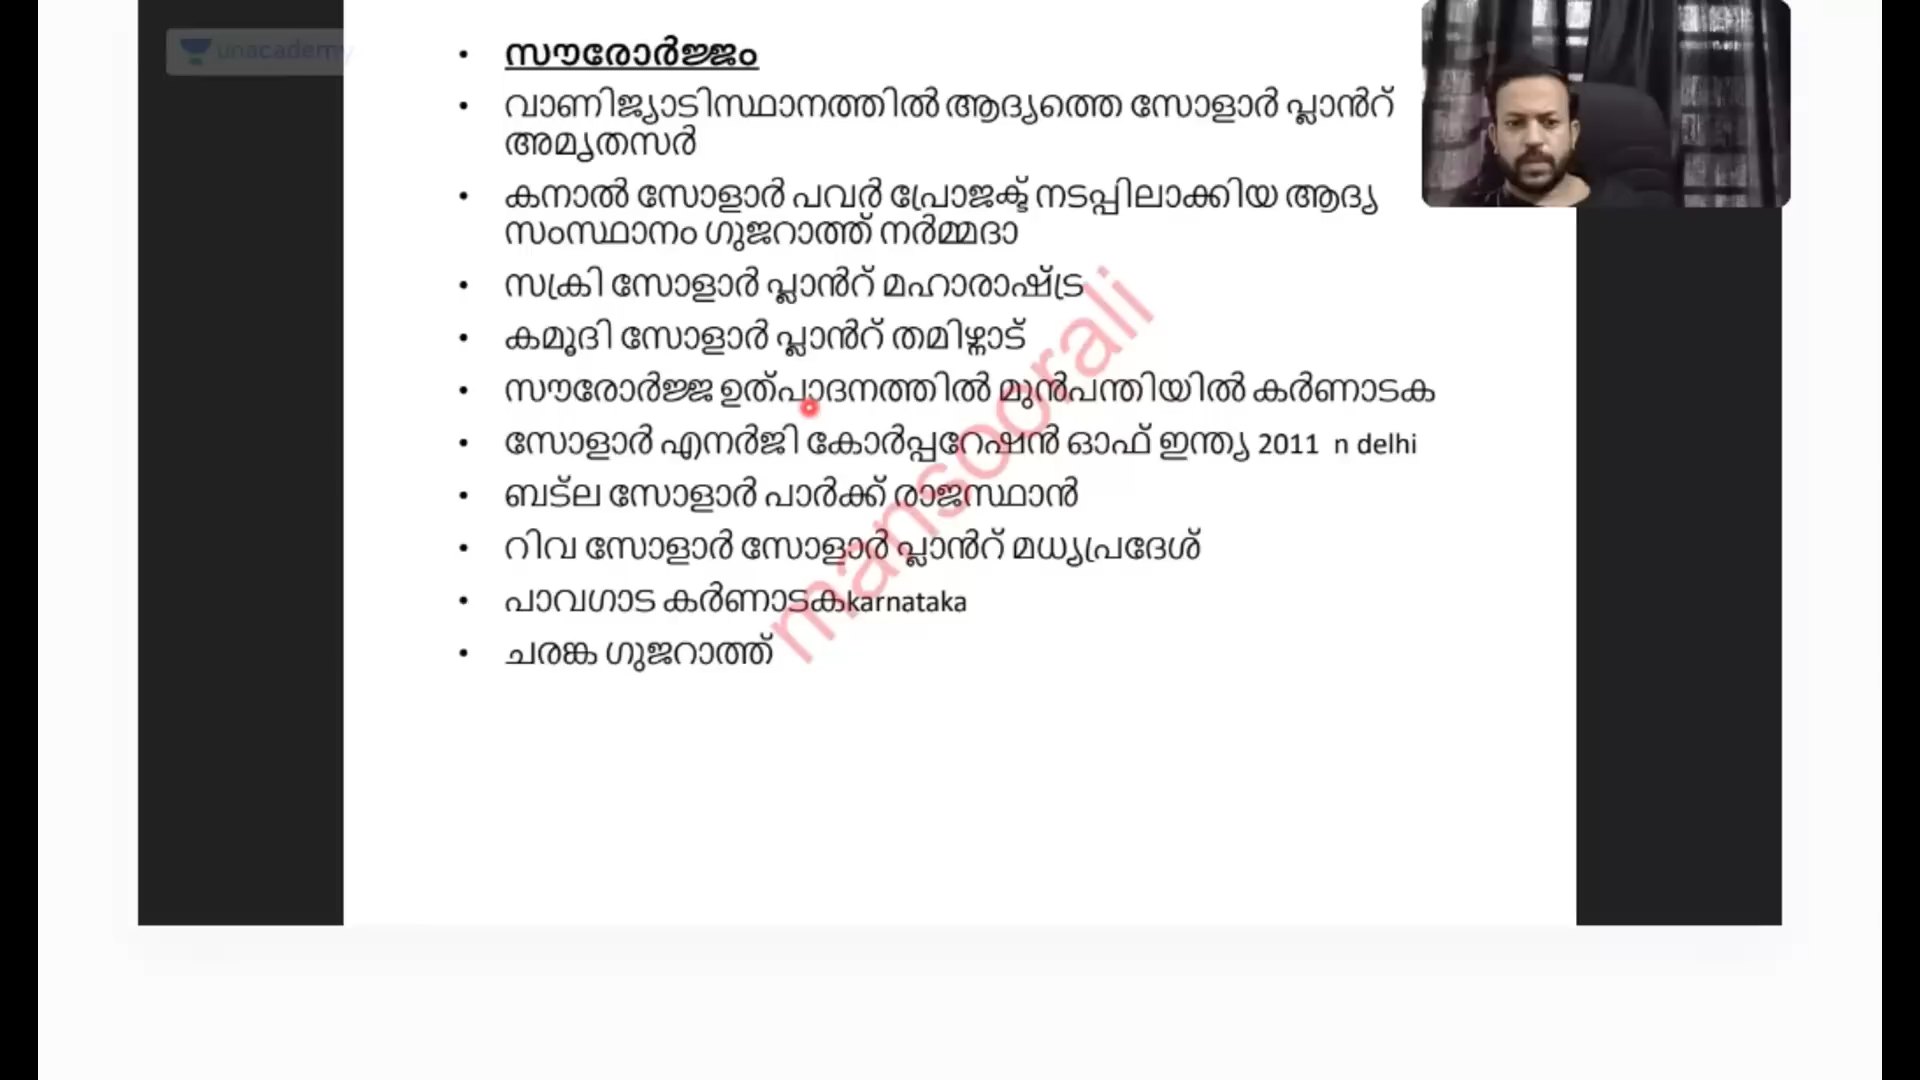 unacademy
സൗരോർജ്ജം
വാണിജ്യാടിസ്ഥാനത്തിൽ ആദ്യത്തെ സോളാർ പ്ലാൻറ്
അമൃതസർ
കനാൽ സോളാർ പവർ പ്രോജക്ട് നടപ്പിലാക്കിയ ആദ്യ
സംസ്ഥാനം ഗുജറാത്ത് നർമ്മദാ
സക്രി സോളാർ പ്ലാൻറ് മഹാരാഷ്ട്ര
കമൂദി സോളാർ പ്ലാൻറ് തമിഴ്നാട്
സൗരോർജ്ജ ഉത്പാദനത്തിൽ മുൻപന്തിയിൽ കർണാടക
സോളാർ എനർജി കോർപ്പറേഷൻ ഓഫ് ഇന്ത്യ 2011 n delhi
ബട്ല സോളാർ പാർക്ക് രാജസ്ഥാൻ
റിവ സോളാർ സോളാർ പ്ലാൻറ് മധ്യപ്രദേശ്
പാവഗാട കർണാടകkarnataka
ചരങ്ക ഗുജറാത്ത്
mansoorali